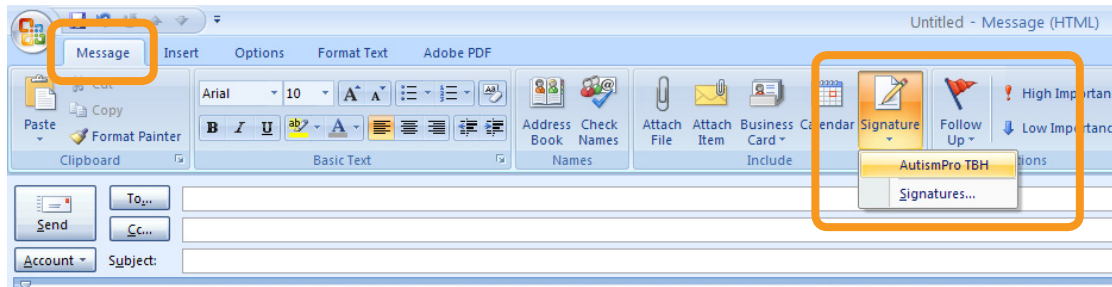 Untitled - Message (HTML)
Message Insert Options Format Text Adobe PDF
Cut
Copy
Format Painter
Paste
Clipboard
Arial 10
B I U
Basic Text
Address Book
Check Names
Names
Attach File
Attach Item
Business Card
Calendar
Signature
Include
Follow Up
High Importan
Low Importanc
AutismPro TBH
Signatures...
Send
To...
Cc...
Account
Subject: